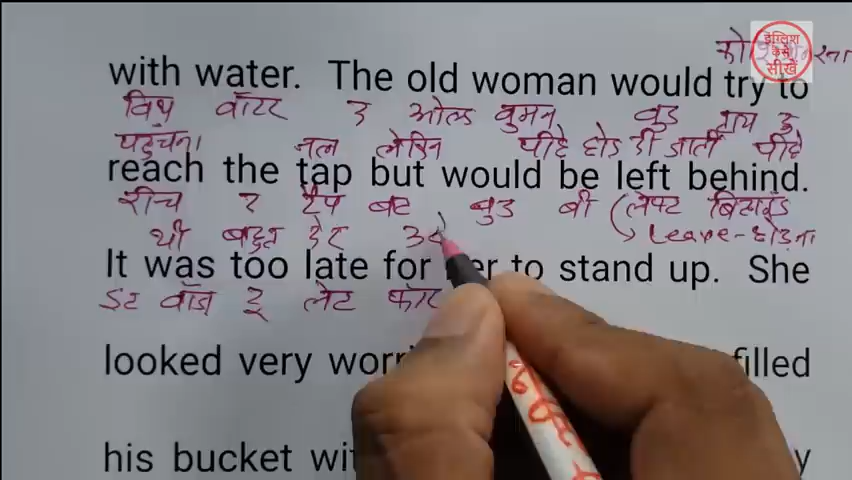 इंग्लिश
कैसे
सीखें
with water. The old woman would try to
विथ वॉटर द ओल्ड वुमन वुड ट्राय टु
पहुंचना नल लेकिन पीछे छोड़ दी जाती पीछे
reach the tap but would be left behind.
रीच द टैप बट वुड बी (लेफ्ट बिहाइंड
थी बहुत देर leave-छोड़ना
It was too late for her to stand up. She
इट वॉज टू लेट फॉर
looked very filled
his bucket